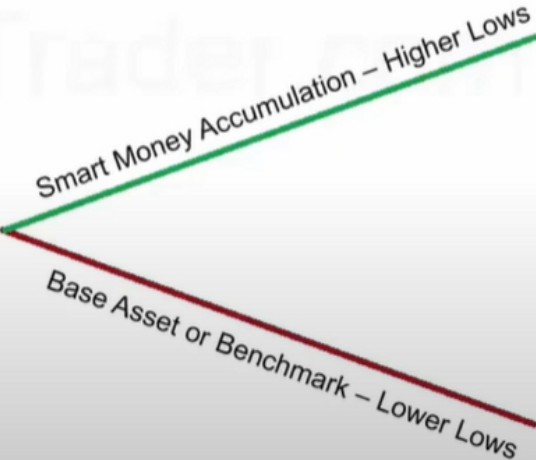 Smart Money Accumulation – Higher Lows
Base Asset or Benchmark – Lower Lows